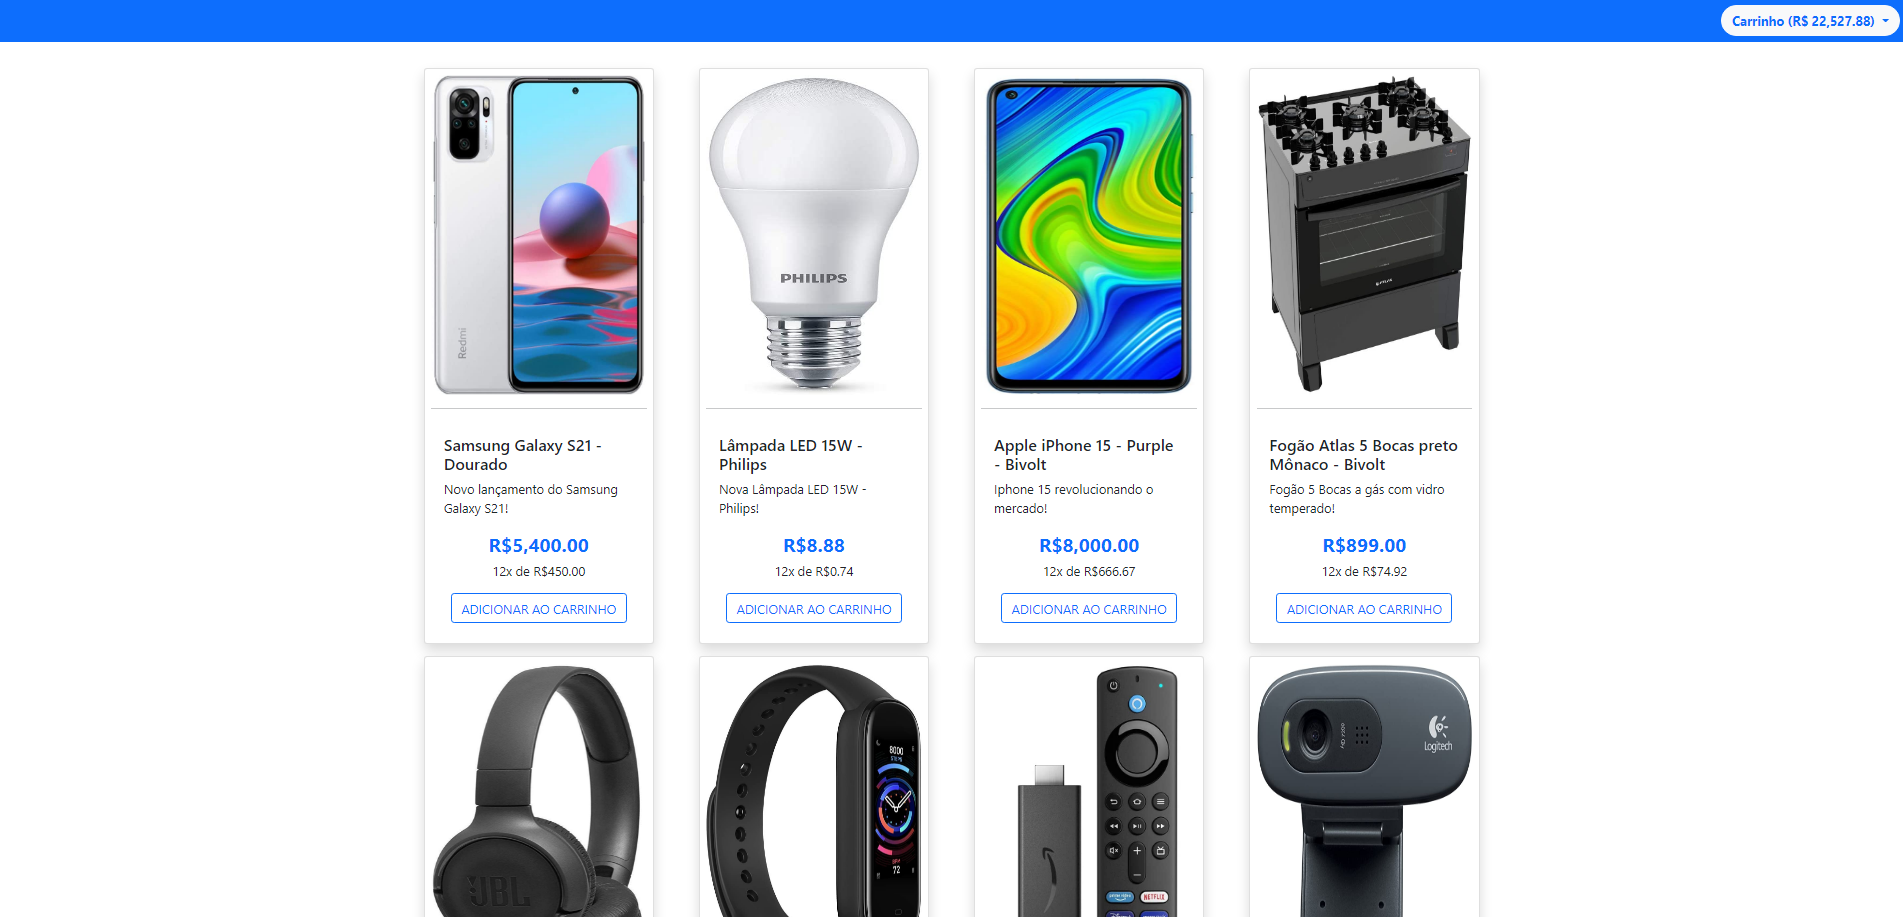 Carrinho (R$ 22,527.88)
Redmi
PHILIPS
Samsung Galaxy S21 -
Dourado
Novo lançamento do Samsung
Galaxy S21!
R$5,400.00
12x de R$450.00
ADICIONAR AO CARRINHO
Lâmpada LED 15W -
Philips
Nova Lâmpada LED 15W -
Philips!
R$8.88
12x de R$0.74
ADICIONAR AO CARRINHO
Apple iPhone 15 - Purple
- Bivolt
Iphone 15 revolucionando o
mercado!
R$8,000.00
12x de R$666.67
ADICIONAR AO CARRINHO
Fogão Atlas 5 Bocas preto
Mônaco - Bivolt
Fogão 5 Bocas a gás com vidro
temperado!
R$899.00
12x de R$74.92
ADICIONAR AO CARRINHO
JBL
8000
STEPS
72
NETFLIX
Logitech